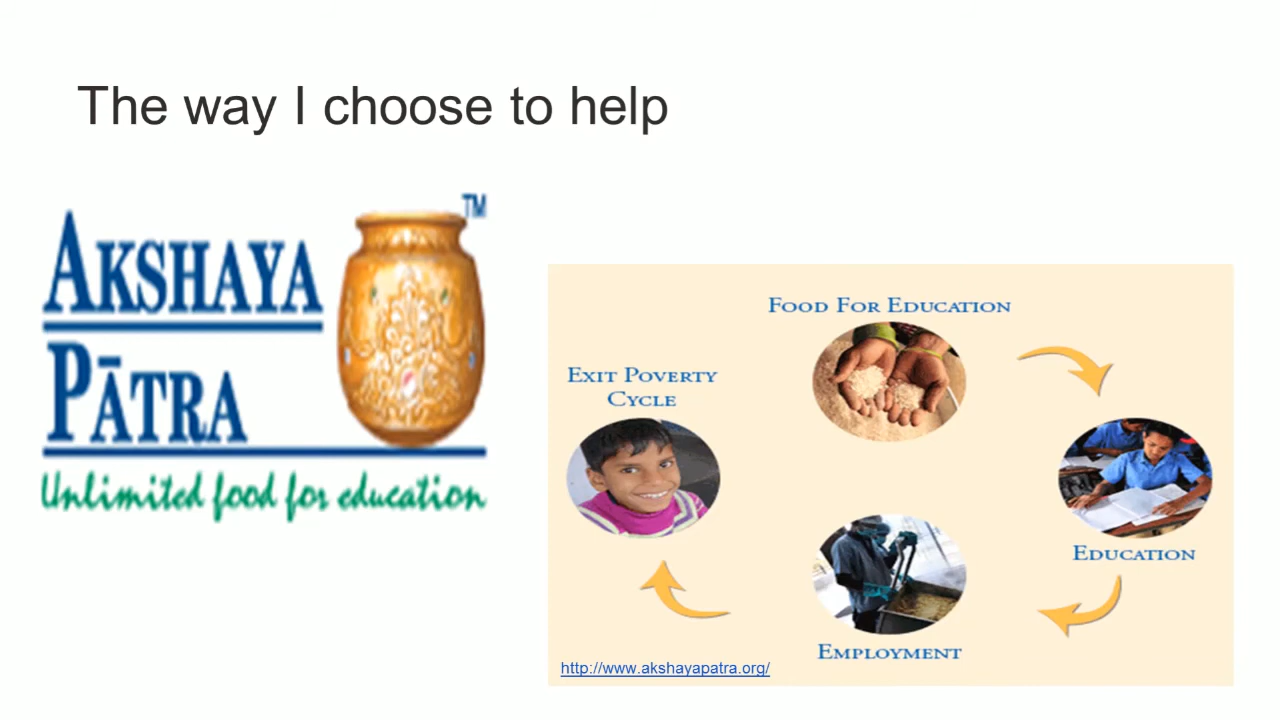 The way I choose to help
AKSHAYA
PĀTRA
TM
Unlimited food for education
FOOD FOR EDUCATION
EXIT POVERTY
CYCLE
EDUCATION
EMPLOYMENT
http://www.akshayapatra.org/